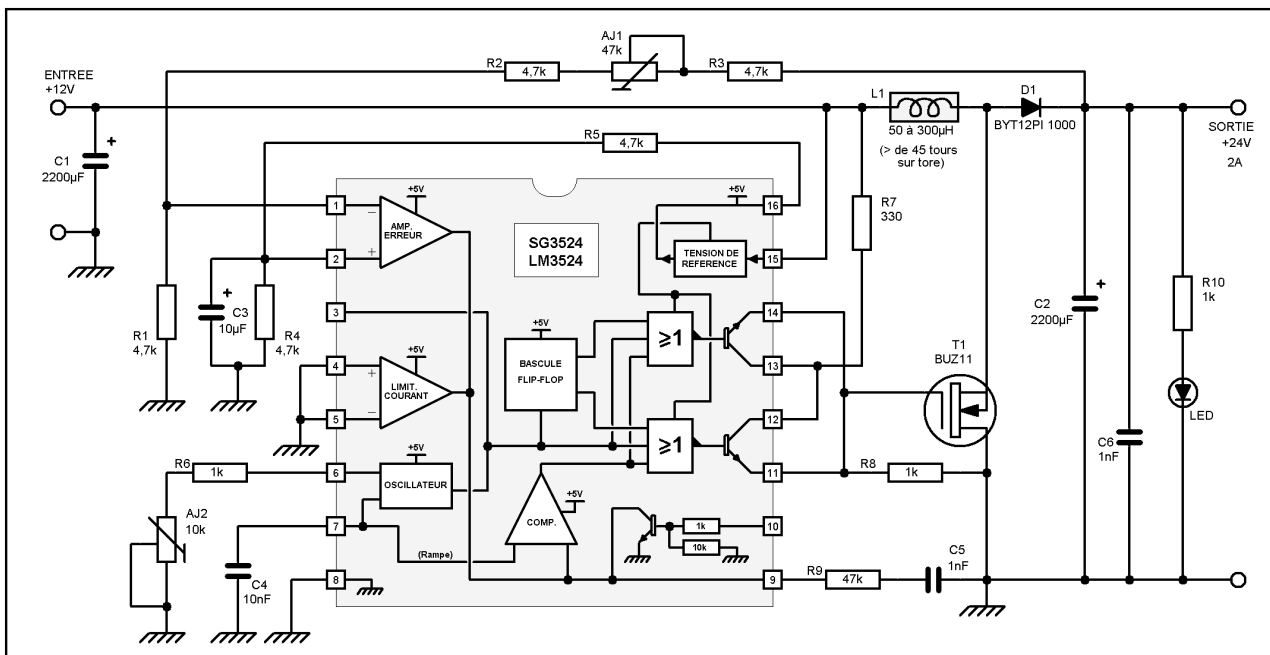 AJ1
47k
R2
4,7k
R3
4,7k
ENTREE
+12V
L1
D1
50 à 300µH
BYT12PI 1000
(> de 45 tours
sur tore)
SORTIE
+24V
2A
C1
2200µF
+
R5
4,7k
R7
330
1
2
3
4
5
6
7
8
16
15
14
13
12
11
10
9
+5V
–
+
AMP.
ERREUR
SG3524
LM3524
+5V
TENSION DE
REFERENCE
+
C3
10µF
R4
4,7k
R1
4,7k
+5V
BASCULE
FLIP-FLOP
≥1
≥1
+5V
+
–
LIMIT.
COURANT
+5V
OSCILLATEUR
+5V
COMP.
(Rampe)
1k
10k
R6
1k
AJ2
10k
C4
10nF
C2
2200µF
+
R10
1k
LED
T1
BUZ11
R8
1k
C6
1nF
R9
47k
C5
1nF